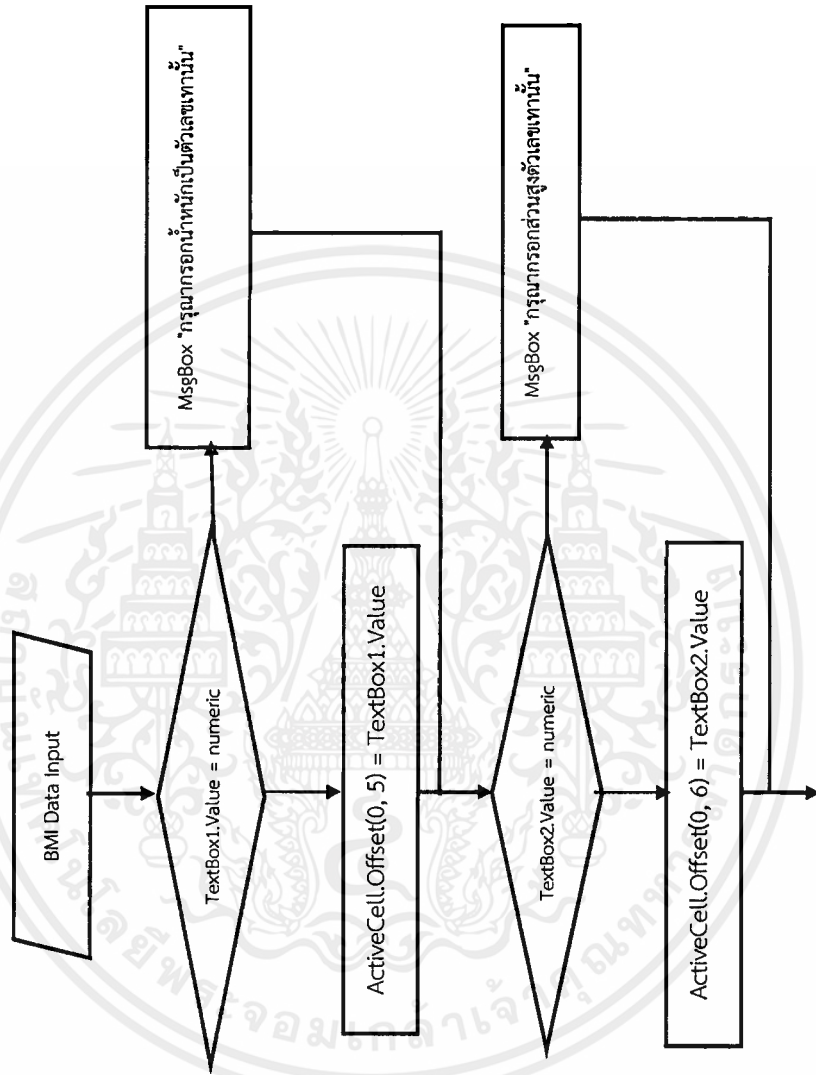 BMI Data Input
TextBox1.Value = numeric
MsgBox "กรุณากรอกน้ำหนักเป็นตัวเลขเท่านั้น"
ActiveCell.Offset(0, 5) = TextBox1.Value
TextBox2.Value = numeric
MsgBox "กรุณากรอกส่วนสูงตัวเลขเท่านั้น"
ActiveCell.Offset(0, 6) = TextBox2.Value